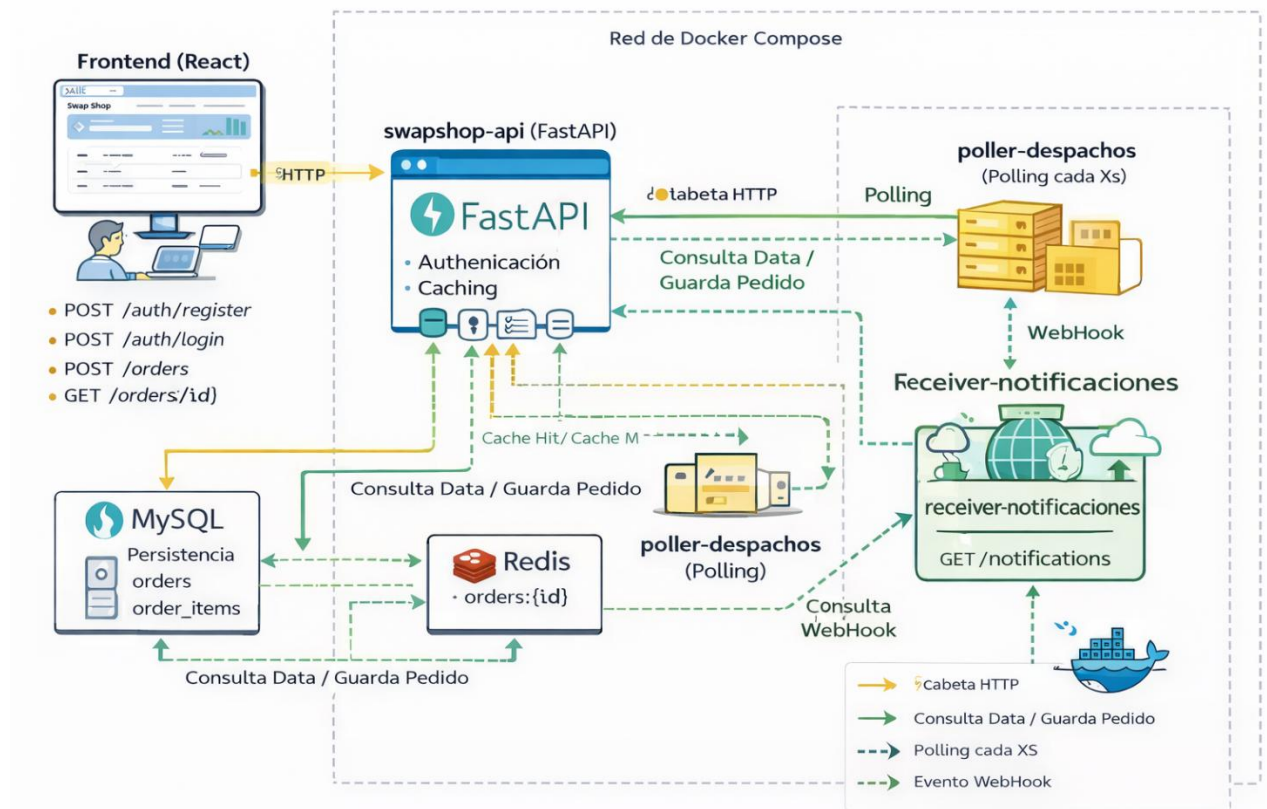 Red de Docker Compose
Frontend (React)
Swap Shop
HTTP
POST /auth/register
POST /auth/login
POST /orders
GET /orders:/id}
swapshop-api (FastAPI)
FastAPI
Authenicación
Caching
tabeta HTTP
Polling
Consulta Data /
Guarda Pedido
poller-despachos
(Polling cada Xs)
WebHook
Receiver-notificaciones
receiver-notificaciones
GET /notifications
Cache Hit/ Cache M
Consulta Data / Guarda Pedido
poller-despachos
(Polling)
MySQL
Persistencia
orders
order_items
Redis
orders:{id}
Consulta
WebHook
Consulta Data / Guarda Pedido
Cabeta HTTP
Consulta Data / Guarda Pedido
Polling cada XS
Evento WebHook